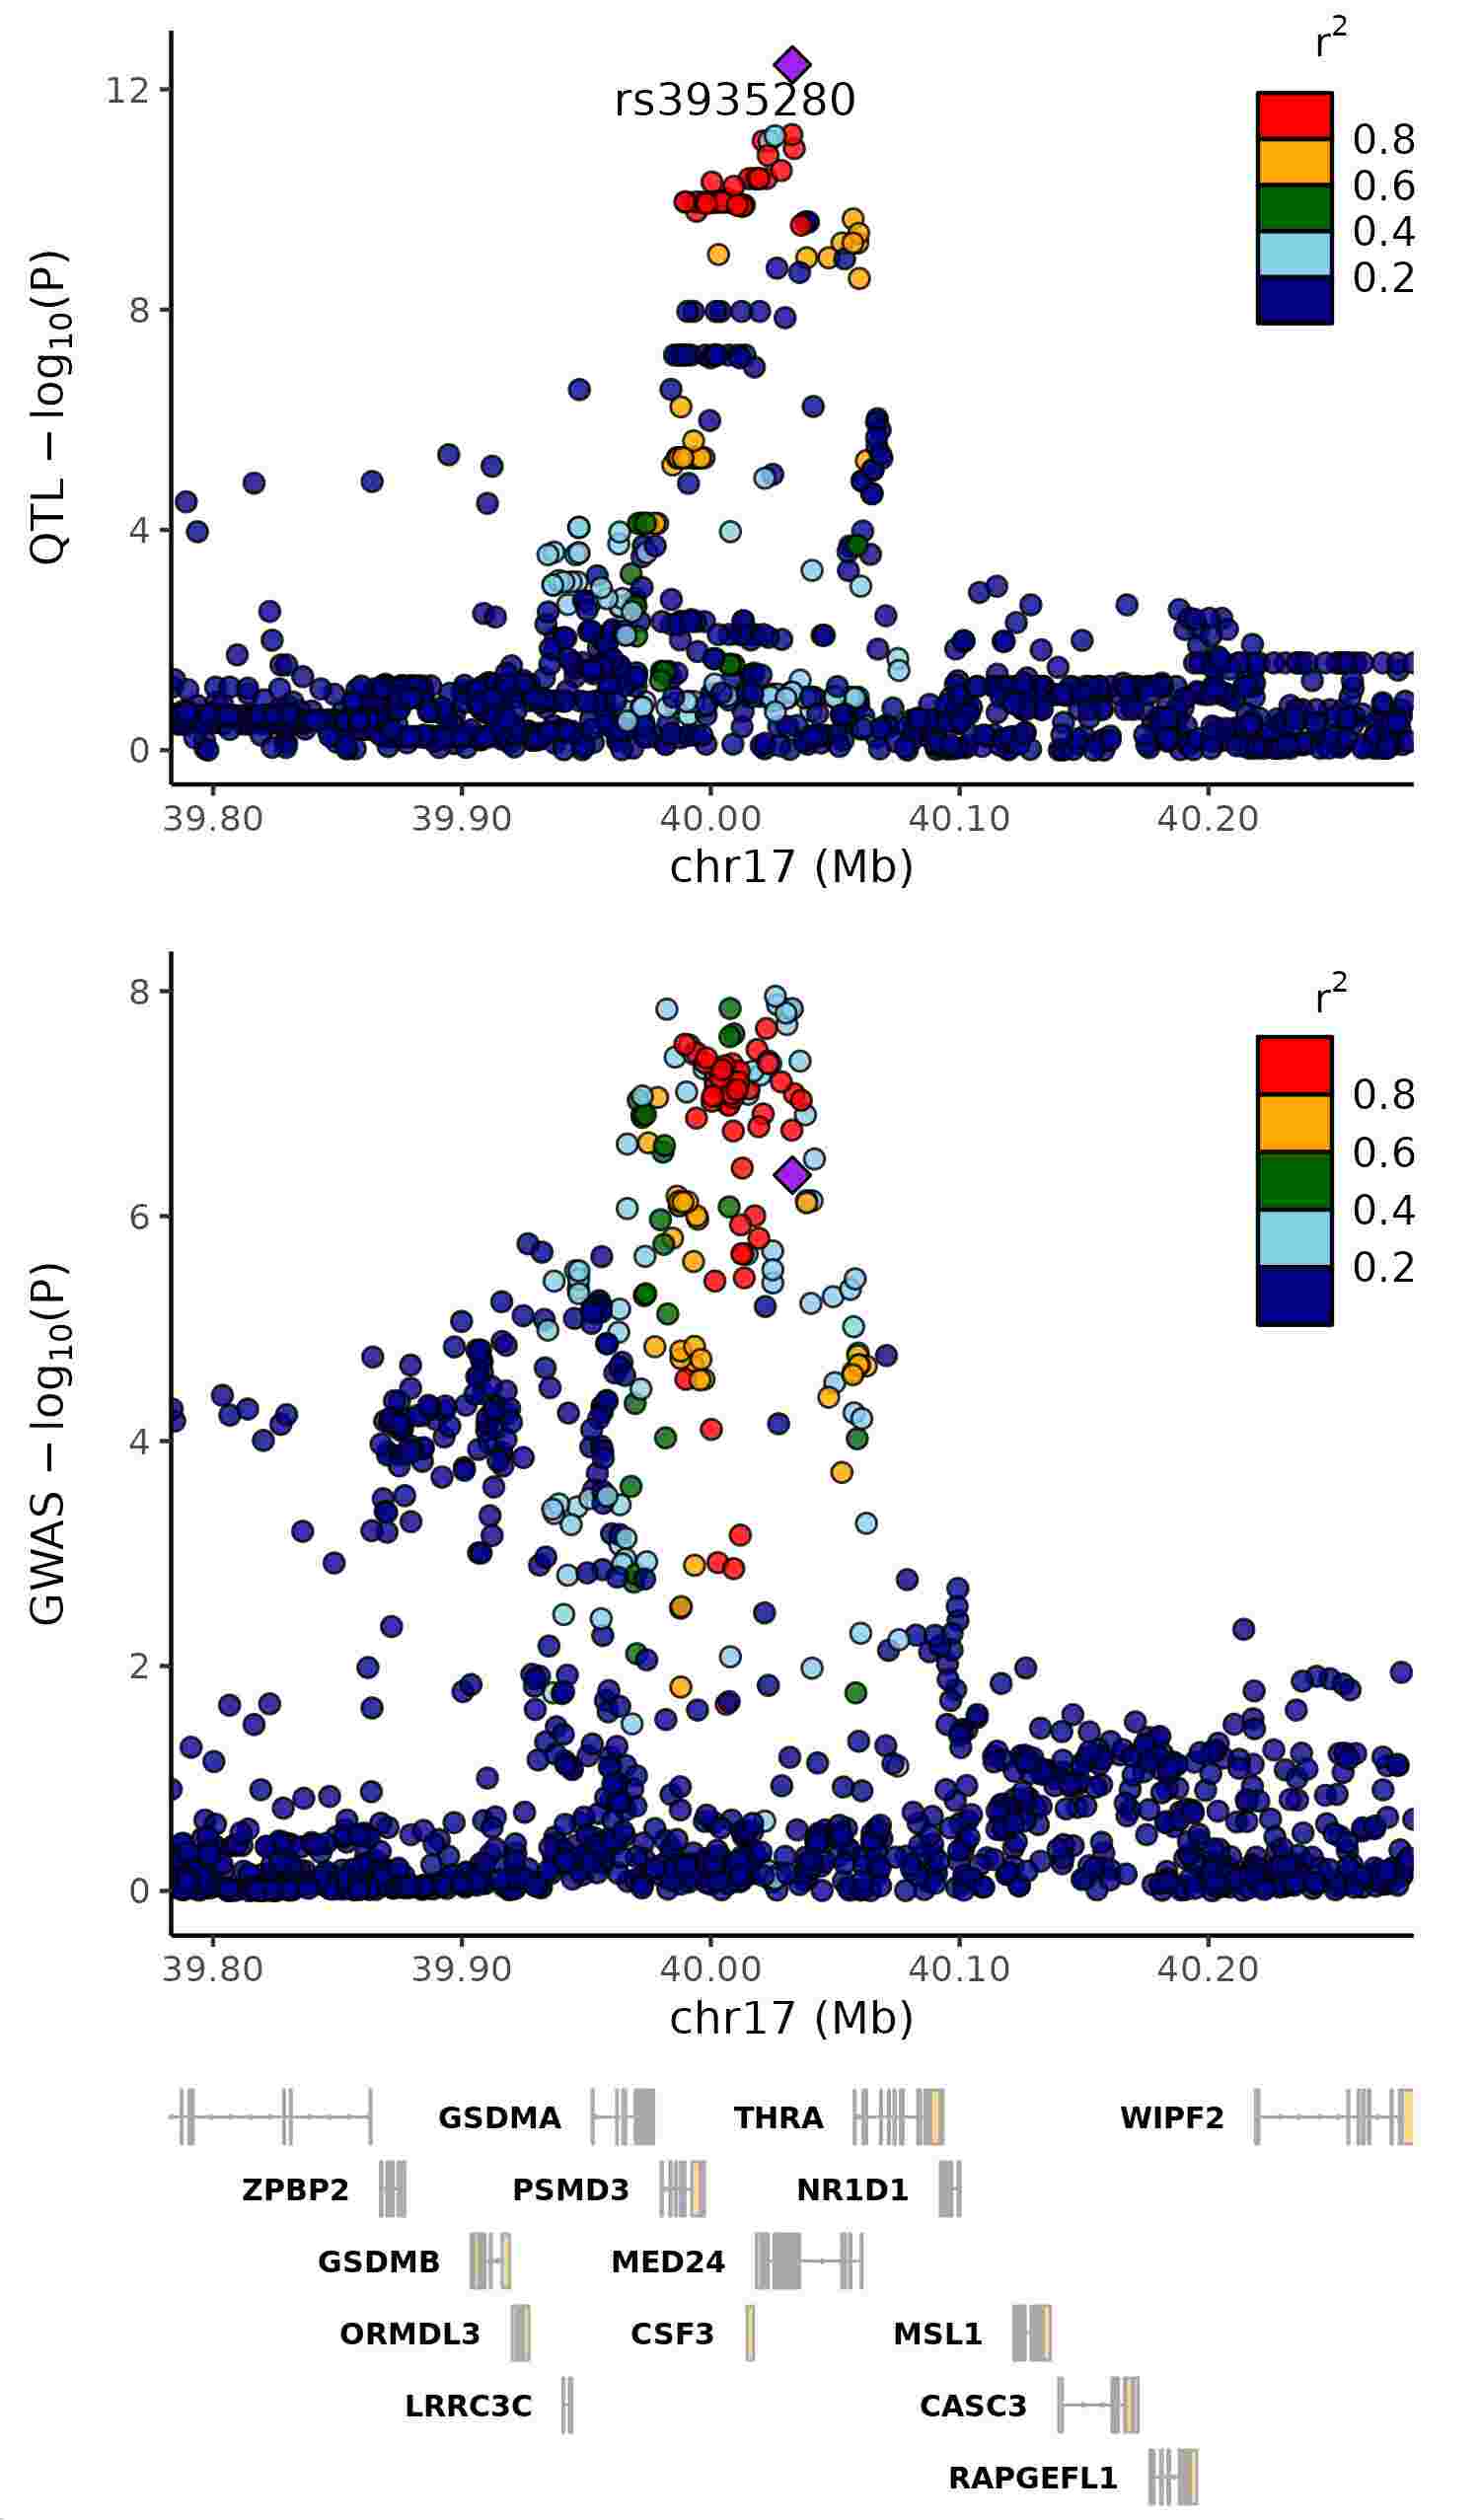 r2
12
rs3935280
0.8
0.6
0.4
0.2
8
4
0
QTL − log10(P)
39.80 39.90 40.00 40.10 40.20
chr17 (Mb)
8
r2
0.8
0.6
0.4
0.2
6
4
2
0
GWAS − log10(P)
39.80 39.90 40.00 40.10 40.20
chr17 (Mb)
GSDMA THRA WIPF2
ZPBP2 PSMD3 NR1D1
GSDMB MED24
ORMDL3 CSF3 MSL1
LRRC3C CASC3
RAPGEFL1